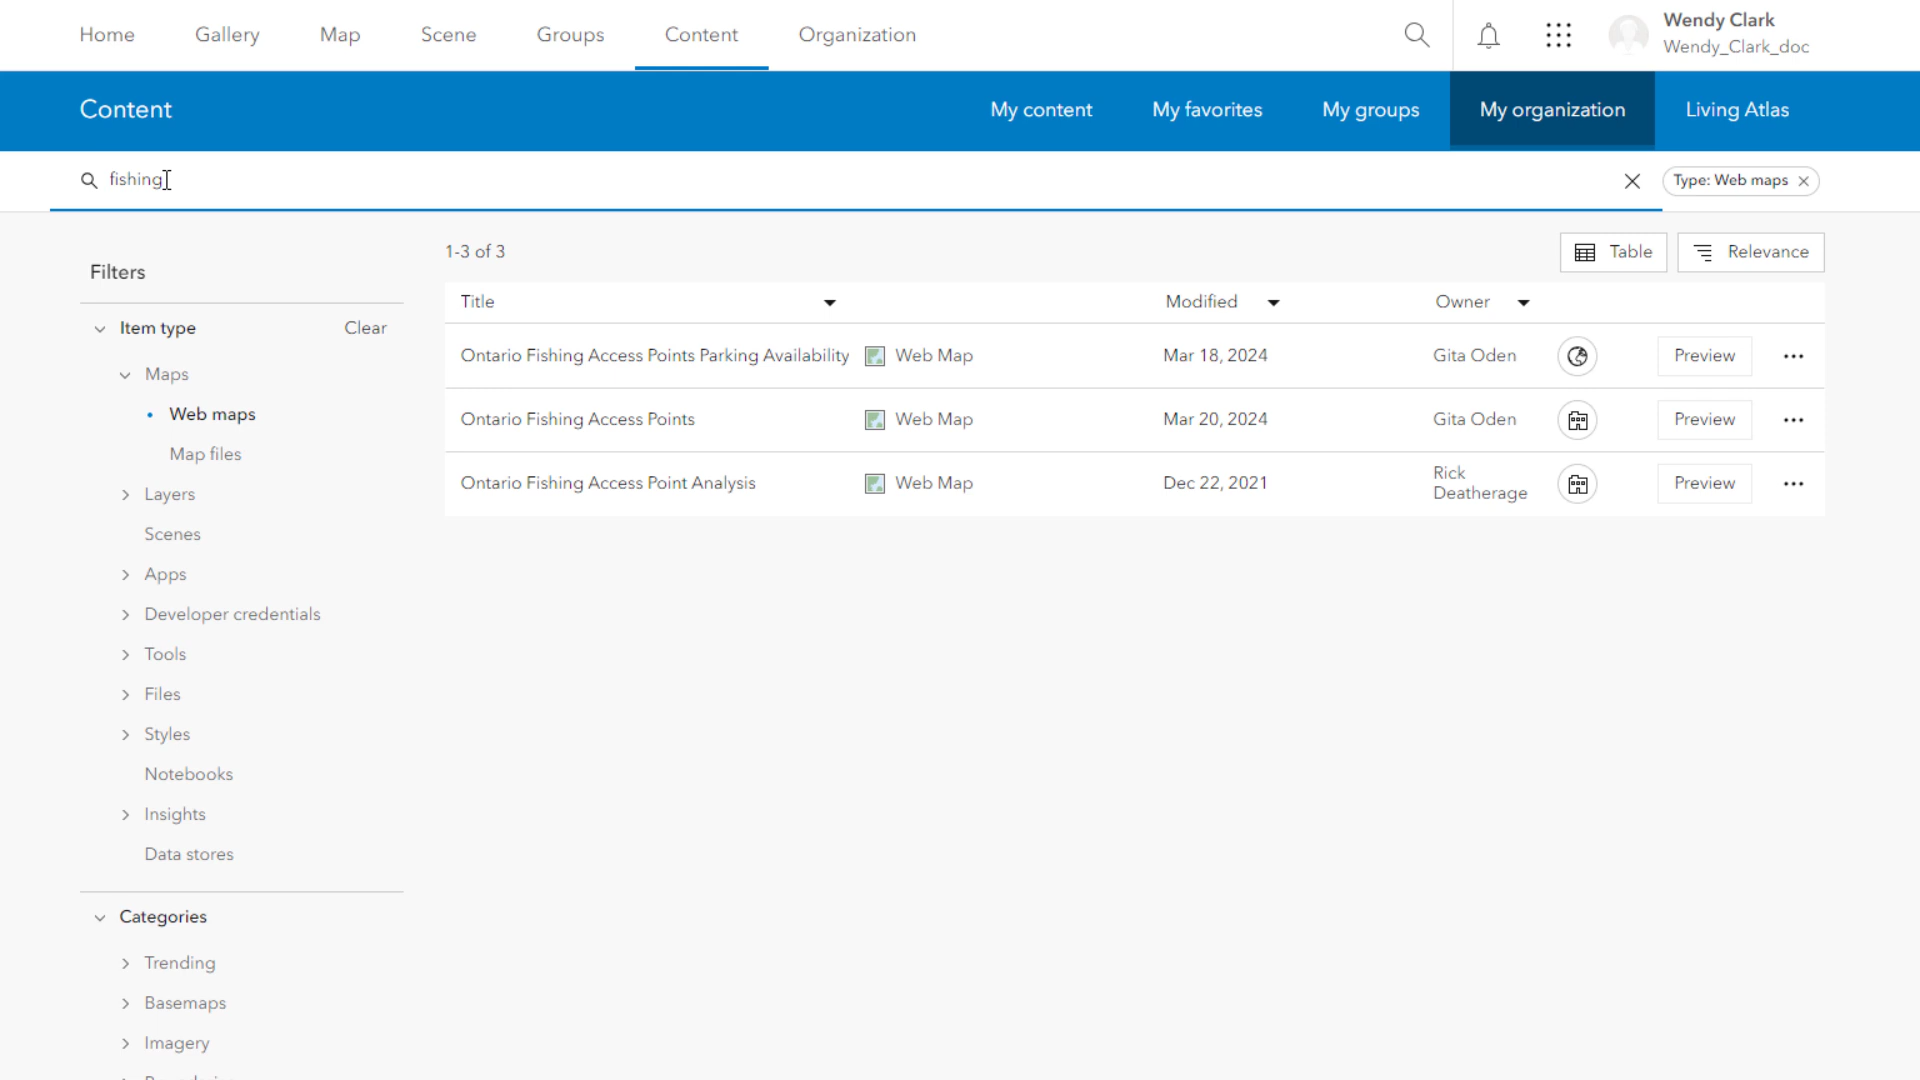 Home Gallery Map Scene Groups Content Organization
Wendy Clark
Wendy_Clark_doc
Content My content My favorites My groups My organization Living Atlas
fishing Type: Web maps
Filters
1-3 of 3 Table Relevance
Title Modified Owner
Item type Clear
Maps
Web maps
Map files
Layers
Scenes
Apps
Developer credentials
Tools
Files
Styles
Notebooks
Insights
Data stores
Categories
Trending
Basemaps
Imagery
Ontario Fishing Access Points Parking Availability Web Map Mar 18, 2024 Gita Oden Preview
Ontario Fishing Access Points Web Map Mar 20, 2024 Gita Oden Preview
Ontario Fishing Access Point Analysis Web Map Dec 22, 2021 Rick Deatherage Preview